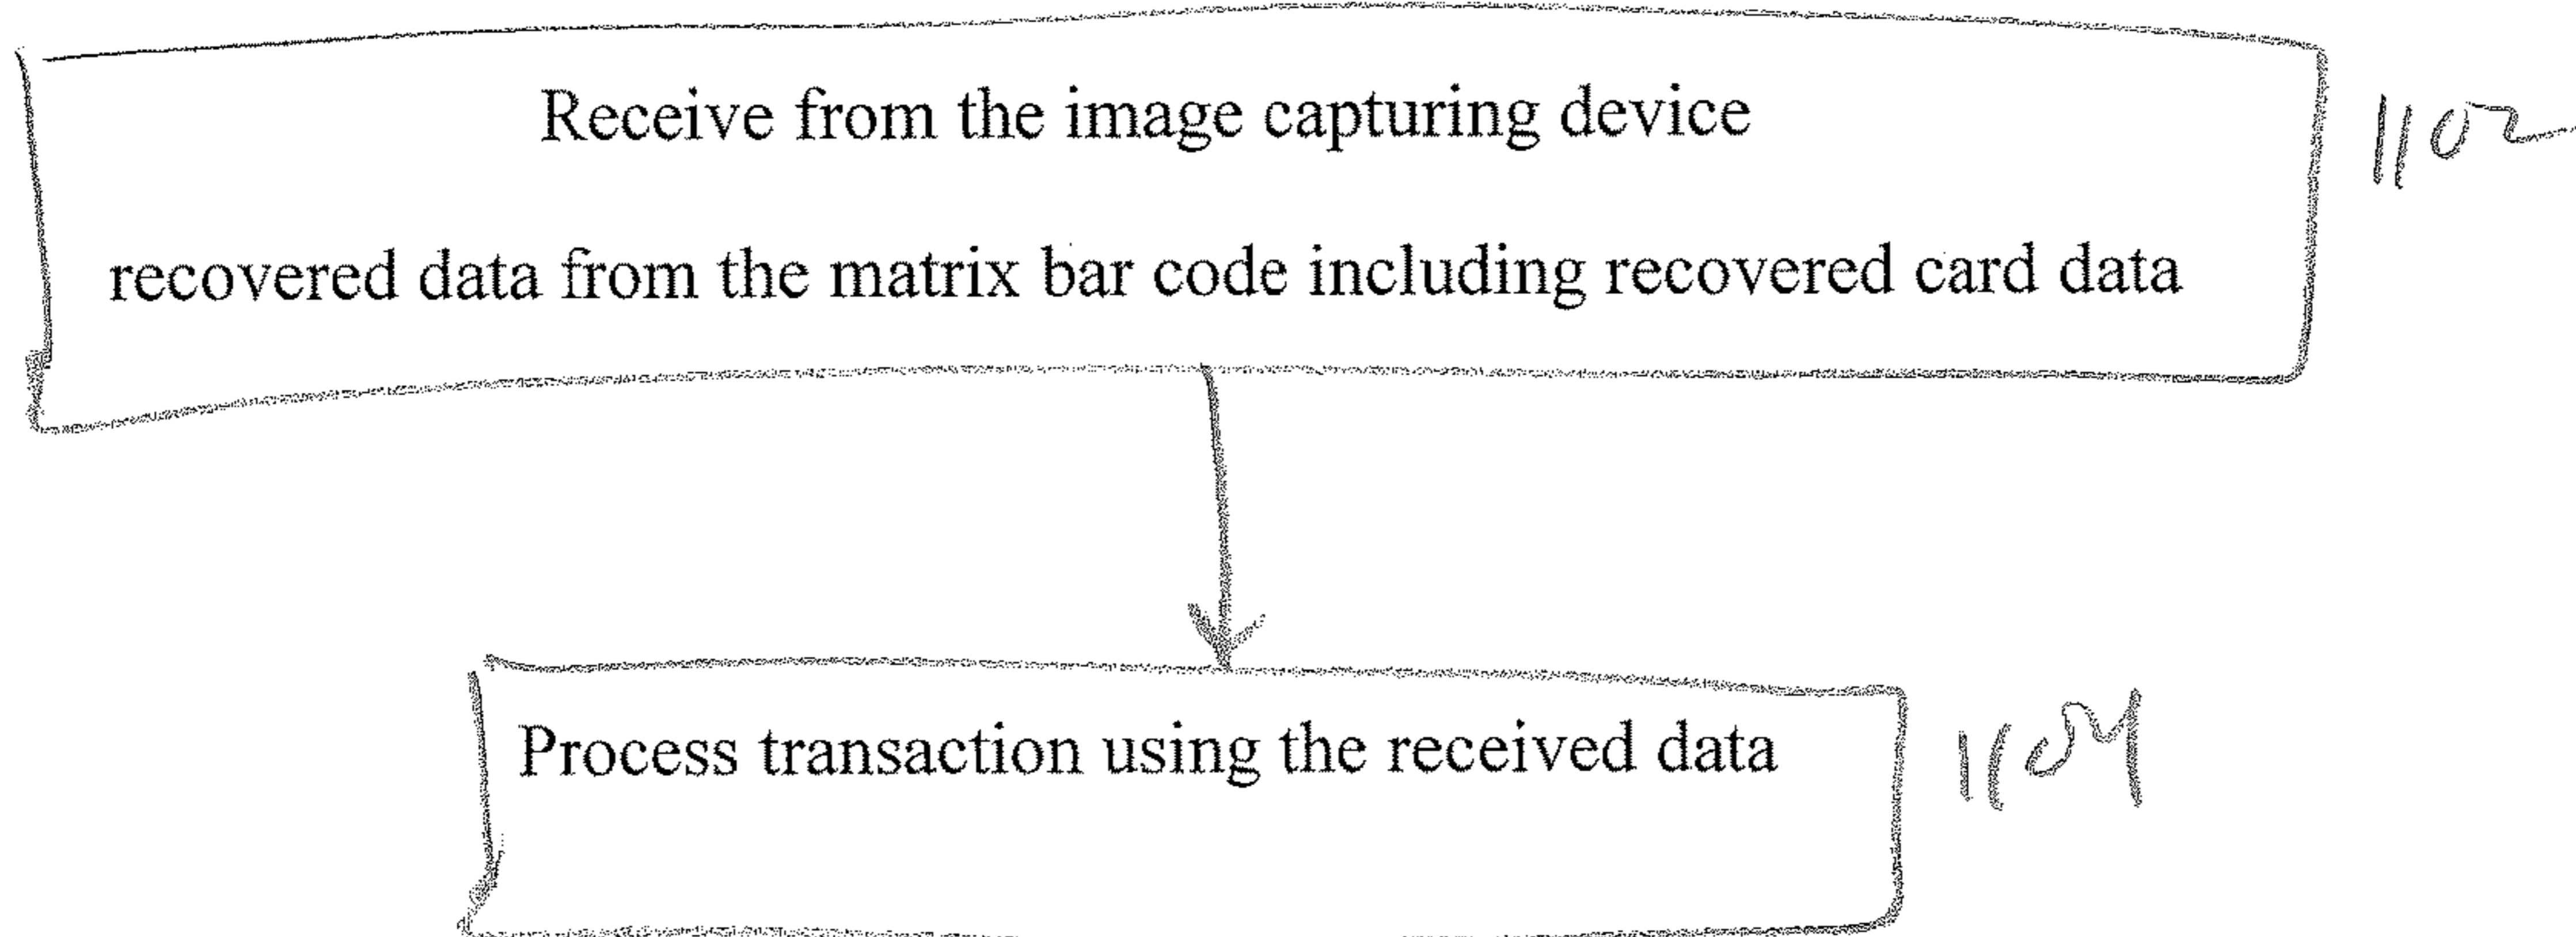 Receive from the image capturing device
1102
recovered data from the matrix bar code including recovered card data
Process transaction using the received data
1104